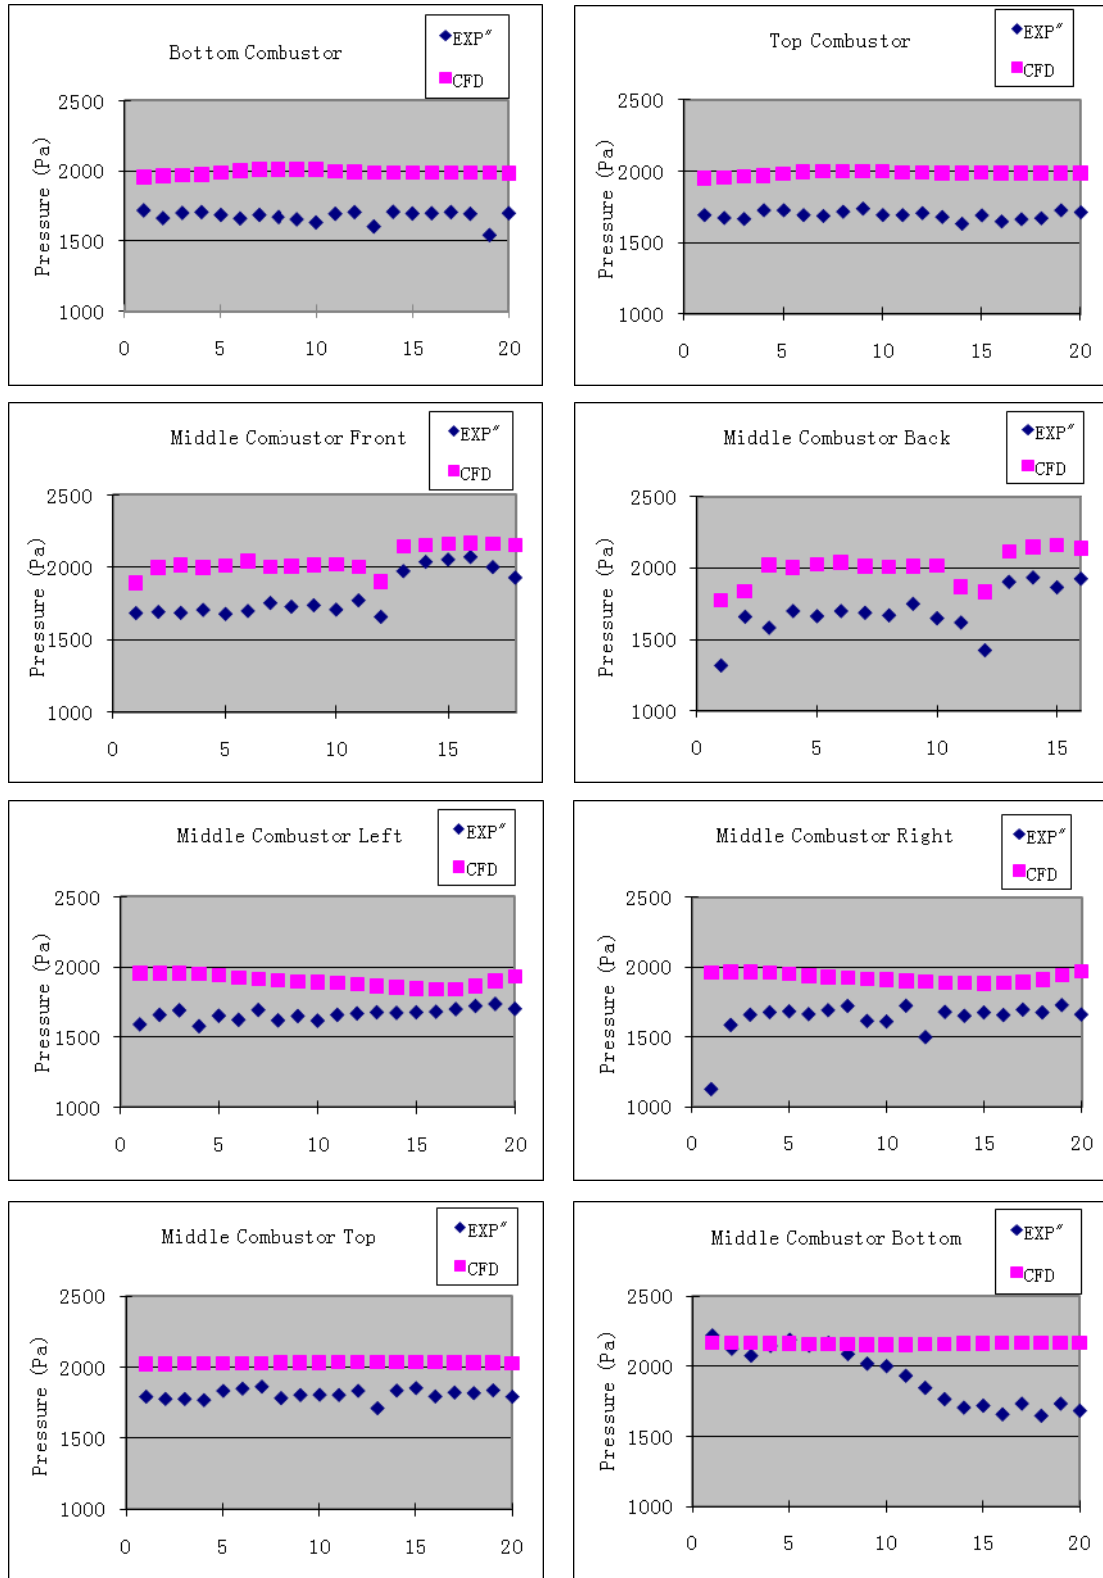 Bottom Combustor
EXP″
CFD
Pressure (Pa)
2500
2000
1500
1000
0 5 10 15 20
Top Combustor
EXP″
CFD
Pressure (Pa)
2500
2000
1500
1000
0 5 10 15 20
Middle Combustor Front
EXP″
CFD
Pressure (Pa)
2500
2000
1500
1000
0 5 10 15
Middle Combustor Back
EXP″
CFD
Pressure (Pa)
2500
2000
1500
1000
0 5 10 15
Middle Combustor Left
EXP″
CFD
Pressure (Pa)
2500
2000
1500
1000
0 5 10 15 20
Middle Combustor Right
EXP″
CFD
Pressure (Pa)
2500
2000
1500
1000
0 5 10 15 20
Middle Combustor Top
EXP″
CFD
Pressure (Pa)
2500
2000
1500
1000
0 5 10 15 20
Middle Combustor Bottom
EXP″
CFD
Pressure (Pa)
2500
2000
1500
1000
0 5 10 15 20